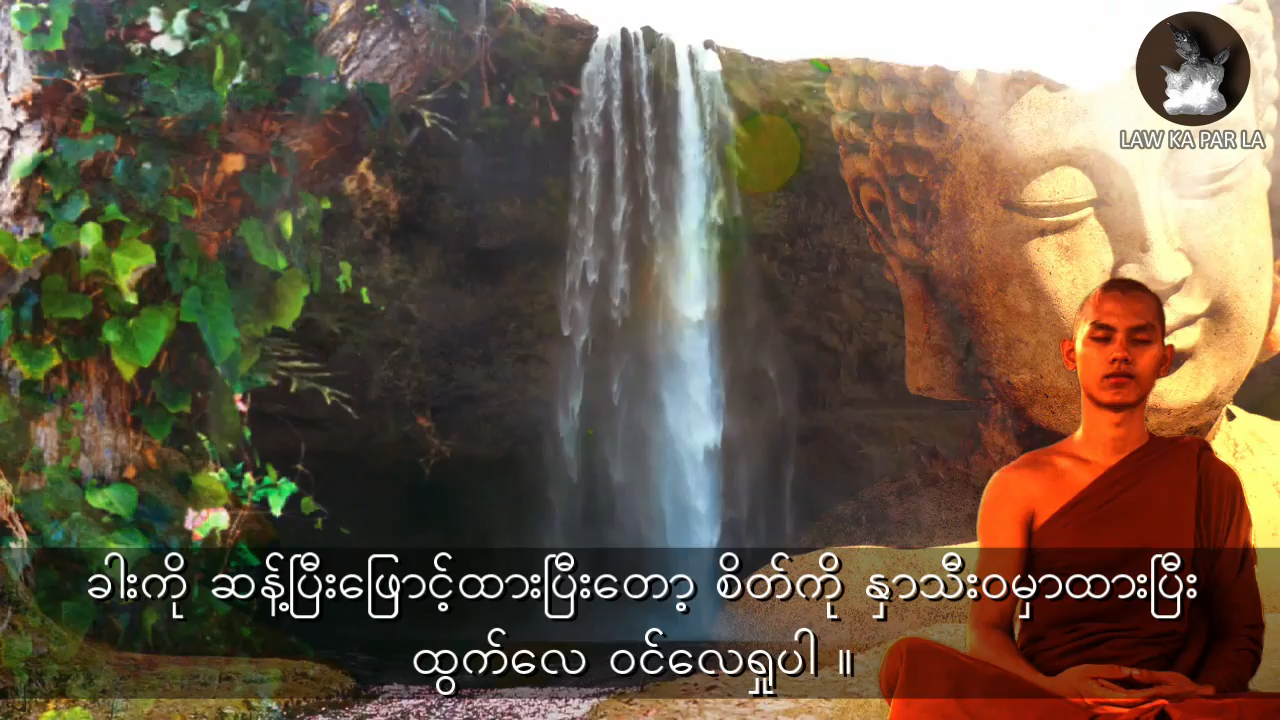 LAW KA PAR LA
ခါးကို ဆန့်ပြီးဖြောင့်ထားပြီးတော့ စိတ်ကို နှာသီးဝမှာထားပြီး
ထွက်လေ ဝင်လေရှုပါ ။